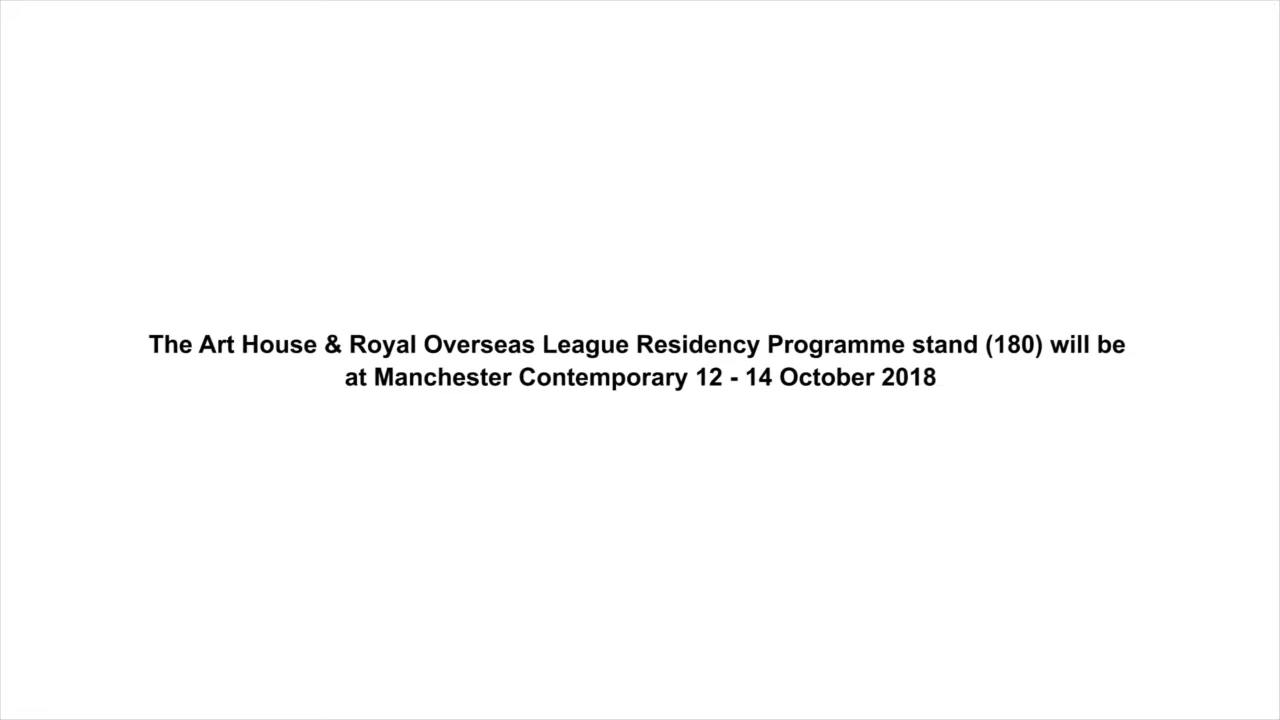 The Art House & Royal Overseas League Residency Programme stand (180) will be
at Manchester Contemporary 12 - 14 October 2018